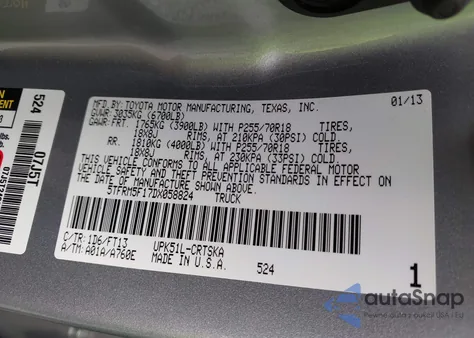 MFD. BY: TOYOTA MOTOR MANUFACTURING, TEXAS, INC. 01/13
GVWR: 3035KG (6700LB)
GAWR: FRT. 1765KG (3900LB) WITH P255/70R18 TIRES,
18X8J RIMS, AT 210KPA (30PSI) COLD.
RR. 1810KG (4000LB) WITH P255/70R18 TIRES,
18X8J RIMS, AT 230KPA (33PSI) COLD.
THIS VEHICLE CONFORMS TO ALL APPLICABLE FEDERAL MOTOR
VEHICLE SAFETY AND THEFT PREVENTION STANDARDS IN EFFECT
ON THE DATE OF MANUFACTURE SHOWN ABOVE.
5TFRM5F17DX058824 TRUCK
C/TR: 1D6/FT13 UPK51L-CRTSKA
A/TM: A01A/A760E MADE IN U.S.A. 524
1
524 07J5T
autoSnap